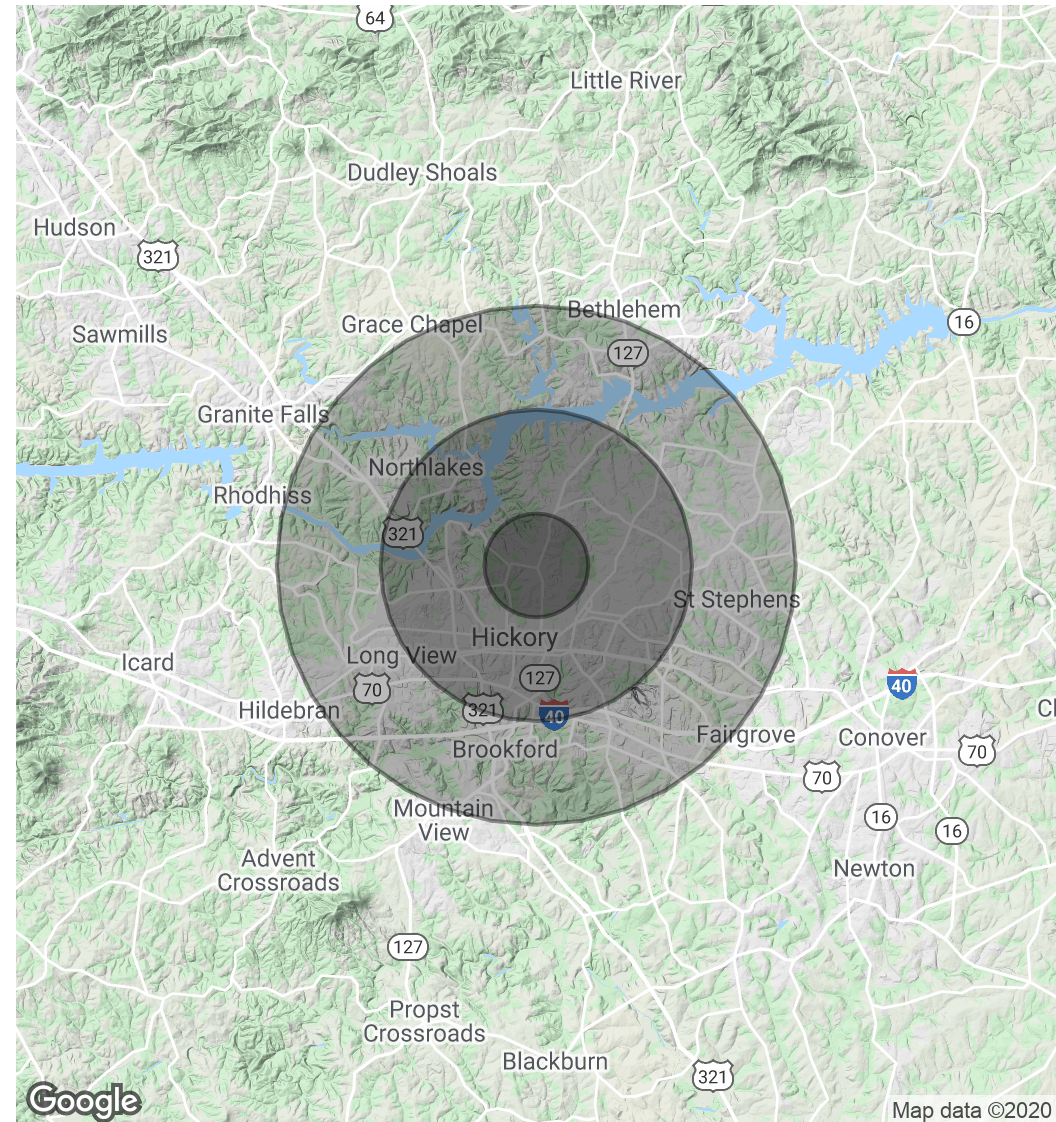 64
Little River
Dudley Shoals
Hudson
321
Bethlehem
16
Grace Chapel
Sawmills
127
Granite Falls
Northlakes
Rhodhiss
321
St Stephens
Hickory
Long View
Icard
127
70
40
Hildebran
321
40
Fairgrove
Conover
Cl
Brookford
70
70
Mountain
View
16
16
Advent
Crossroads
Newton
127
Propst
Crossroads
Blackburn
321
Google
Map data ©2020